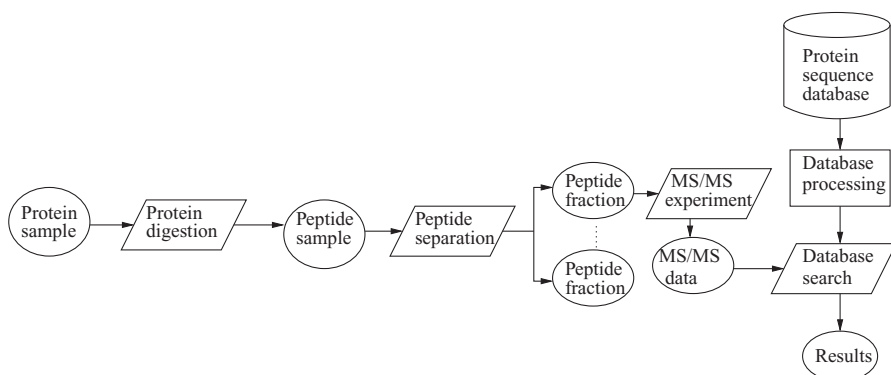 Protein
sample
Protein
digestion
Peptide
sample
Peptide
separation
Peptide
fraction
Peptide
fraction
MS/MS
experiment
MS/MS
data
Protein
sequence
database
Database
processing
Database
search
Results